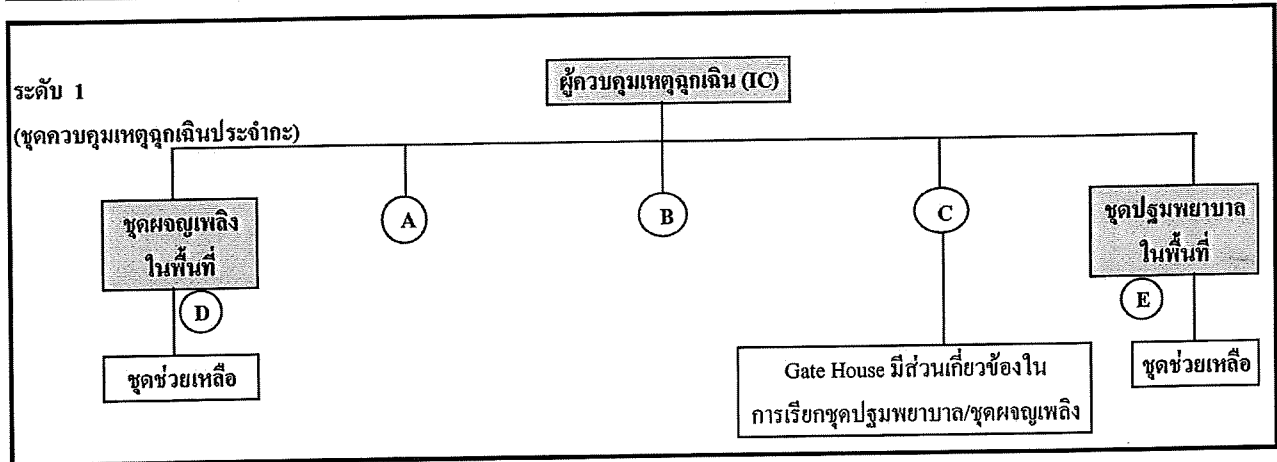 ระดับ 1
(ชุดควบคุมเหตุฉุกเฉินประจำกะ)
ผู้ควบคุมเหตุฉุกเฉิน (IC)
ชุดผจญเพลิง
ในพื้นที่
A
B
C
ชุดปฐมพยาบาล
ในพื้นที่
D
E
ชุดช่วยเหลือ
Gate House มีส่วนเกี่ยวข้องใน
การเรียกชุดปฐมพยาบาล/ชุดผจญเพลิง
ชุดช่วยเหลือ